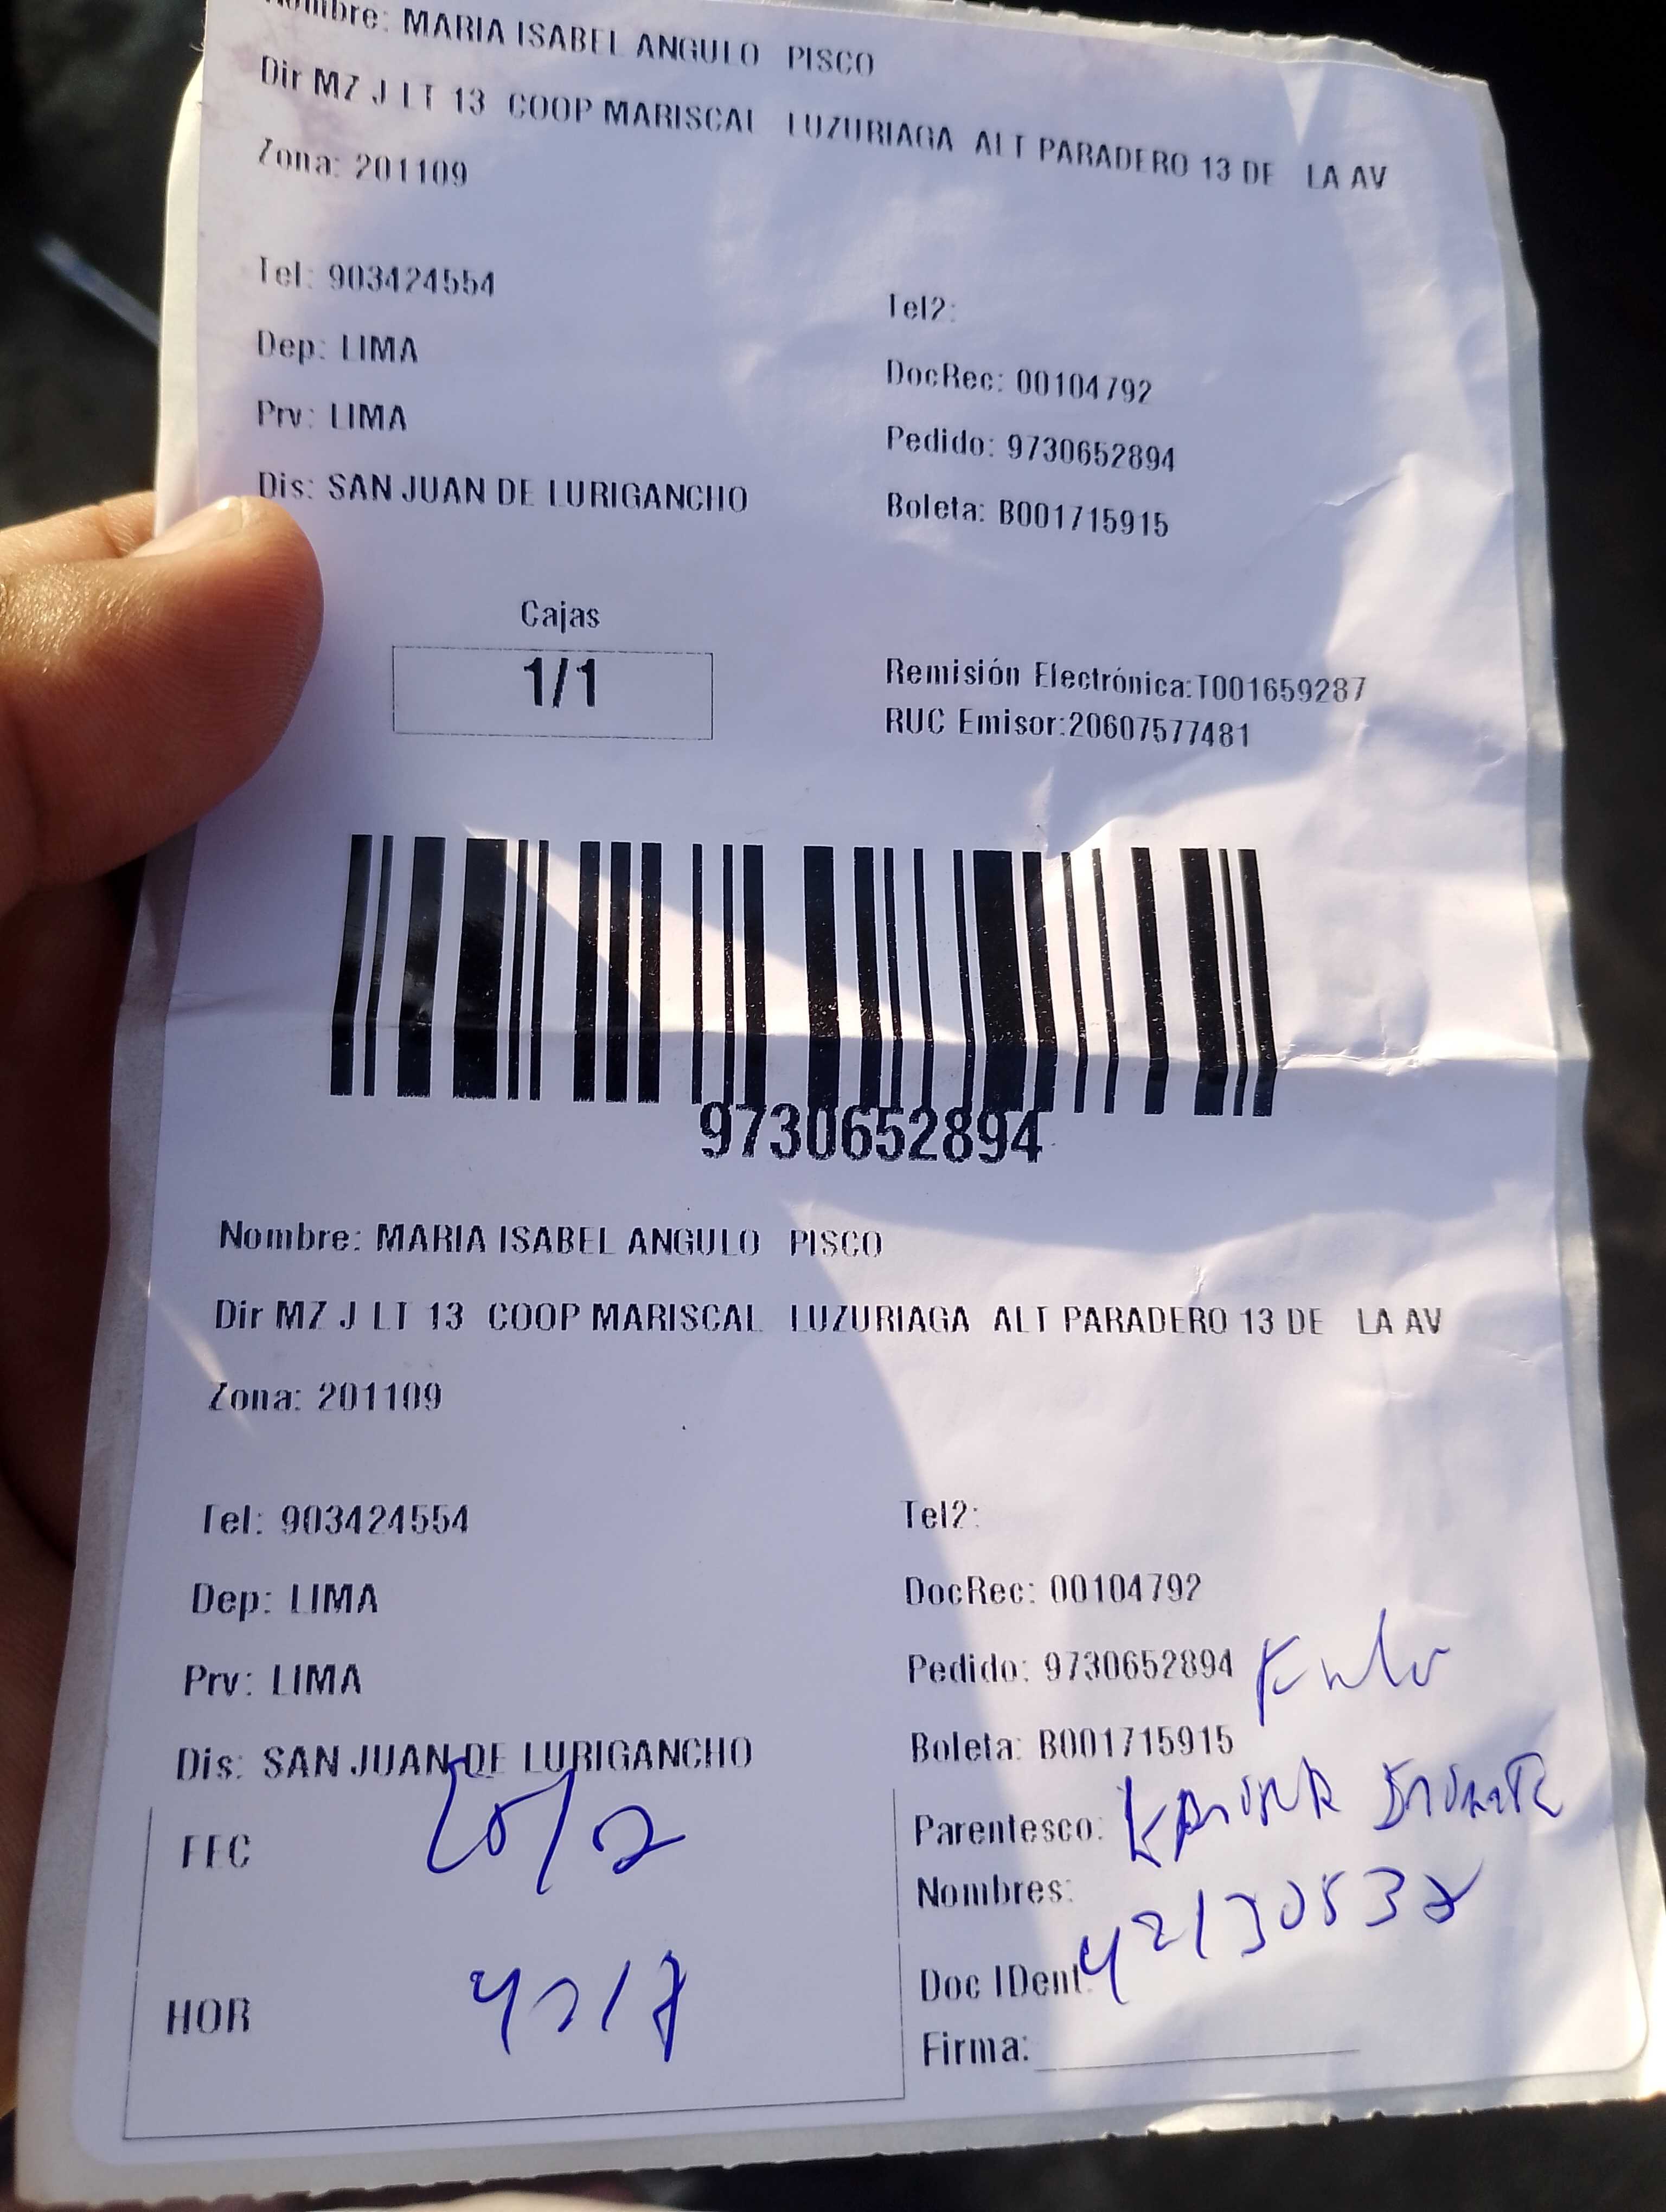 Nombre: MARIA ISABEL ANGULO PISCO
Dir MZ J LT 13 COOP MARISCAL LUZURIAGA ALT PARADERO 13 DE LA AV
Zona: 201109
Tel: 903424554
Tel2:
Dep: LIMA
DocRec: 00104792
Prv: LIMA
Pedido: 9730652894
Dis: SAN JUAN DE LURIGANCHO
Boleta: B001715915
Cajas
1/1
Remisión Electrónica:T001659287
RUC Emisor:20607577481
9730652894
Nombre: MARIA ISABEL ANGULO PISCO
Dir MZ J LT 13 COOP MARISCAL LUZURIAGA ALT PARADERO 13 DE LA AV
Zona: 201109
Tel: 903424554
Tel2:
Dep: LIMA
DocRec: 00104792
Prv: LIMA
Pedido: 9730652894
Dis: SAN JUAN DE LURIGANCHO
Boleta: B001715915
FEC
Parentesco:
Nombres:
Doc IDent
HOR
Firma: